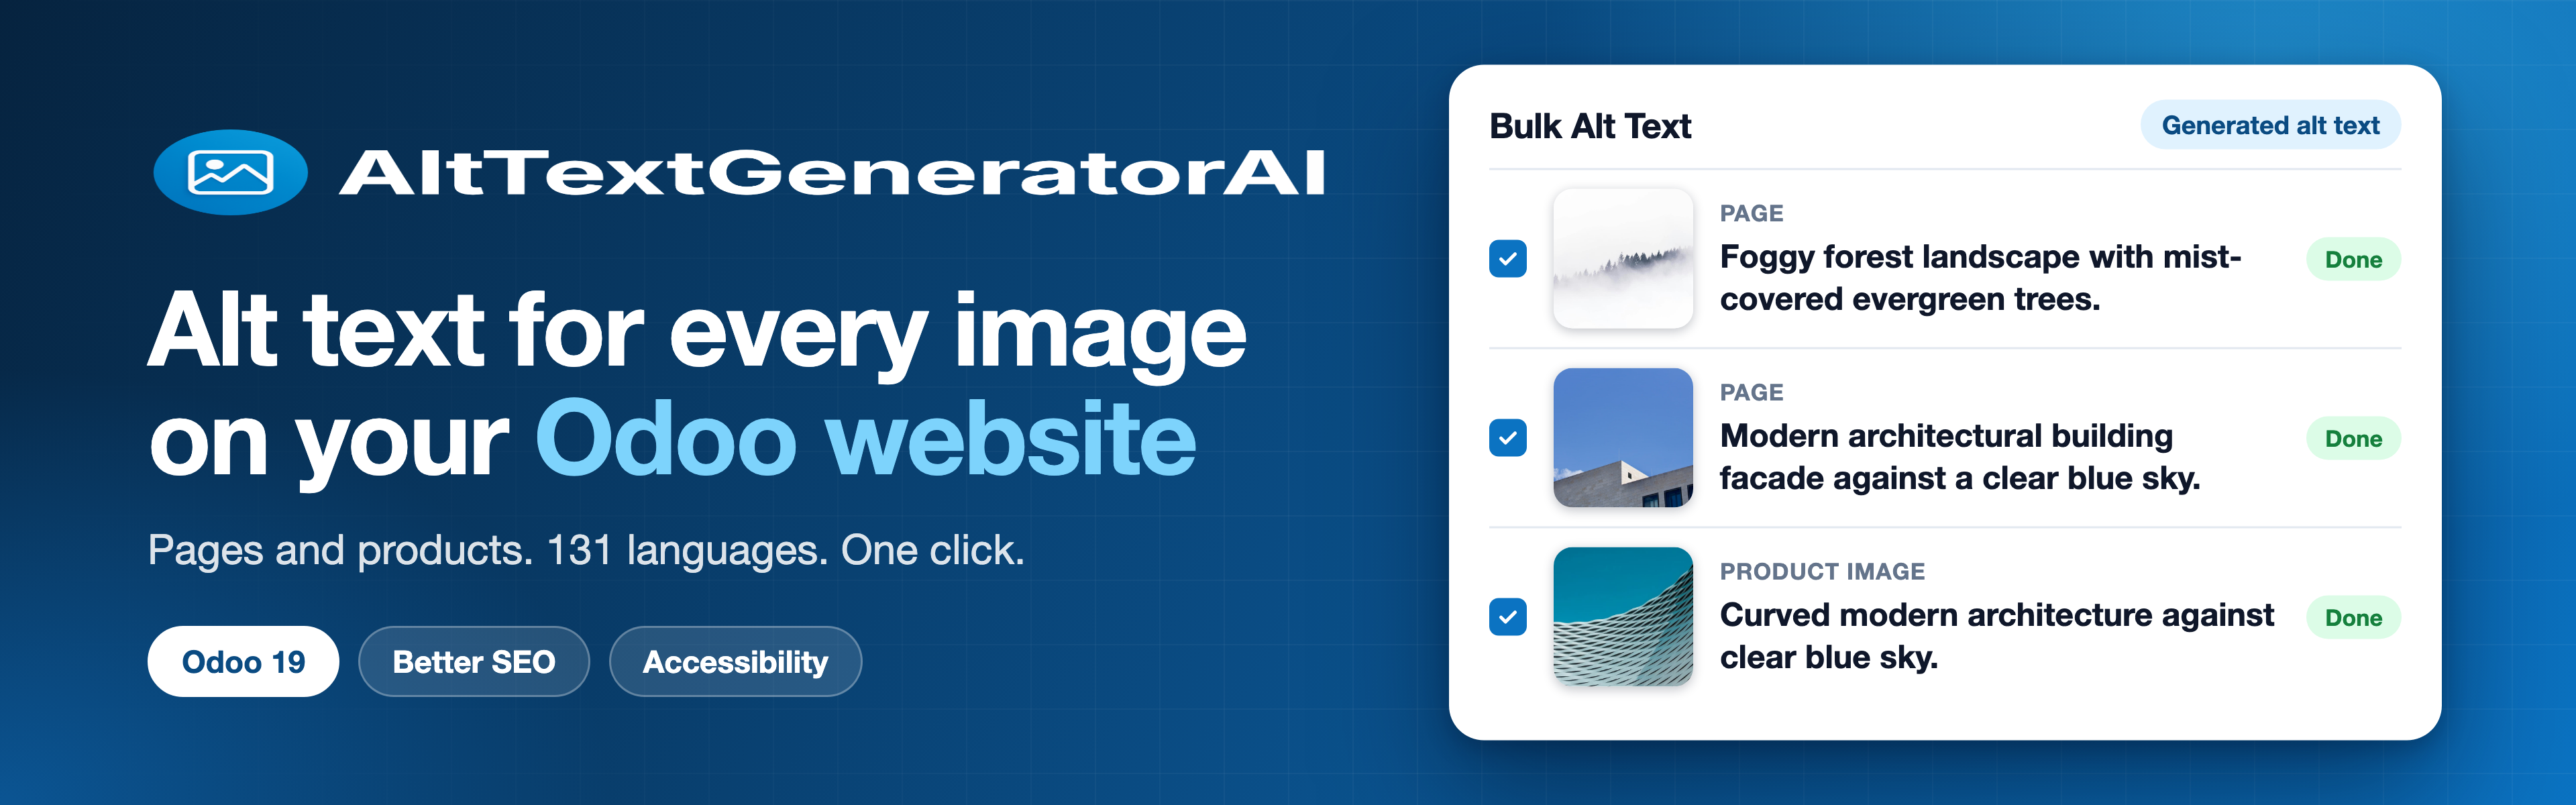 AltTextGeneratorAI
Alt text for every image
on your Odoo website
Pages and products. 131 languages. One click.
Odoo 19
Better SEO
Accessibility
Bulk Alt Text
Generated alt text
PAGE
Foggy forest landscape with mist-
covered evergreen trees.
Done
PAGE
Modern architectural building
facade against a clear blue sky.
Done
PRODUCT IMAGE
Curved modern architecture against
clear blue sky.
Done